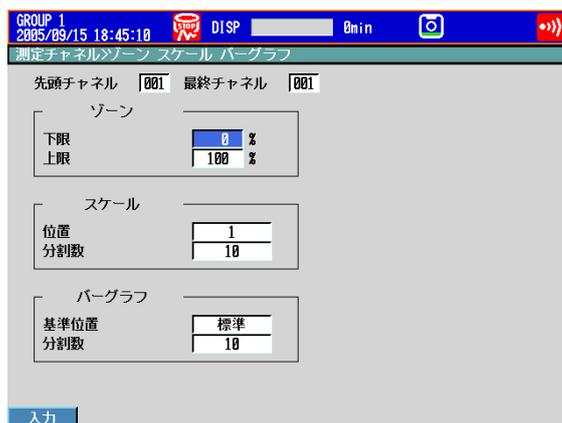 GROUP 1
2005/09/15 18:45:10 STOP DISP 0min
測定チャネル≫ゾーン スケール バーグラフ
先頭チャネル 001 最終チャネル 001
ゾーン
下限 0 %
上限 100 %
スケール
位置 1
分割数 10
バーグラフ
基準位置 標準
分割数 10
入力